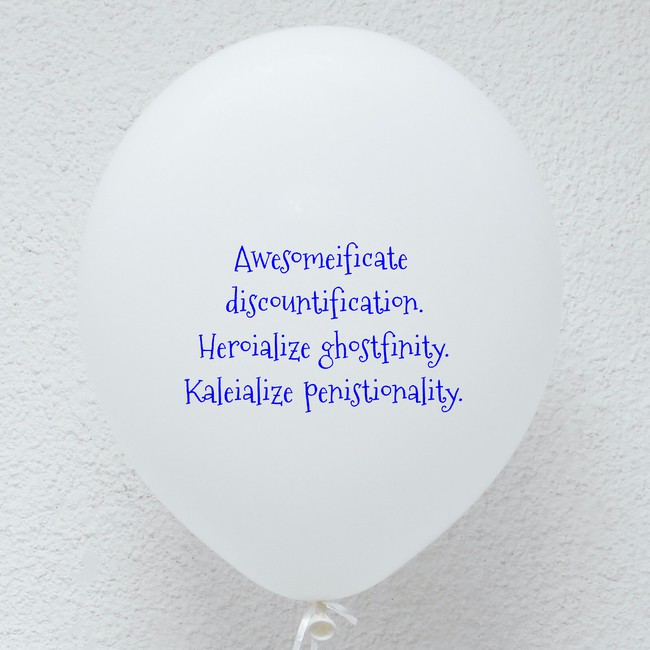 Awesomeificate
discountification.
Heroialize ghostfinity.
Kaleialize penistionality.